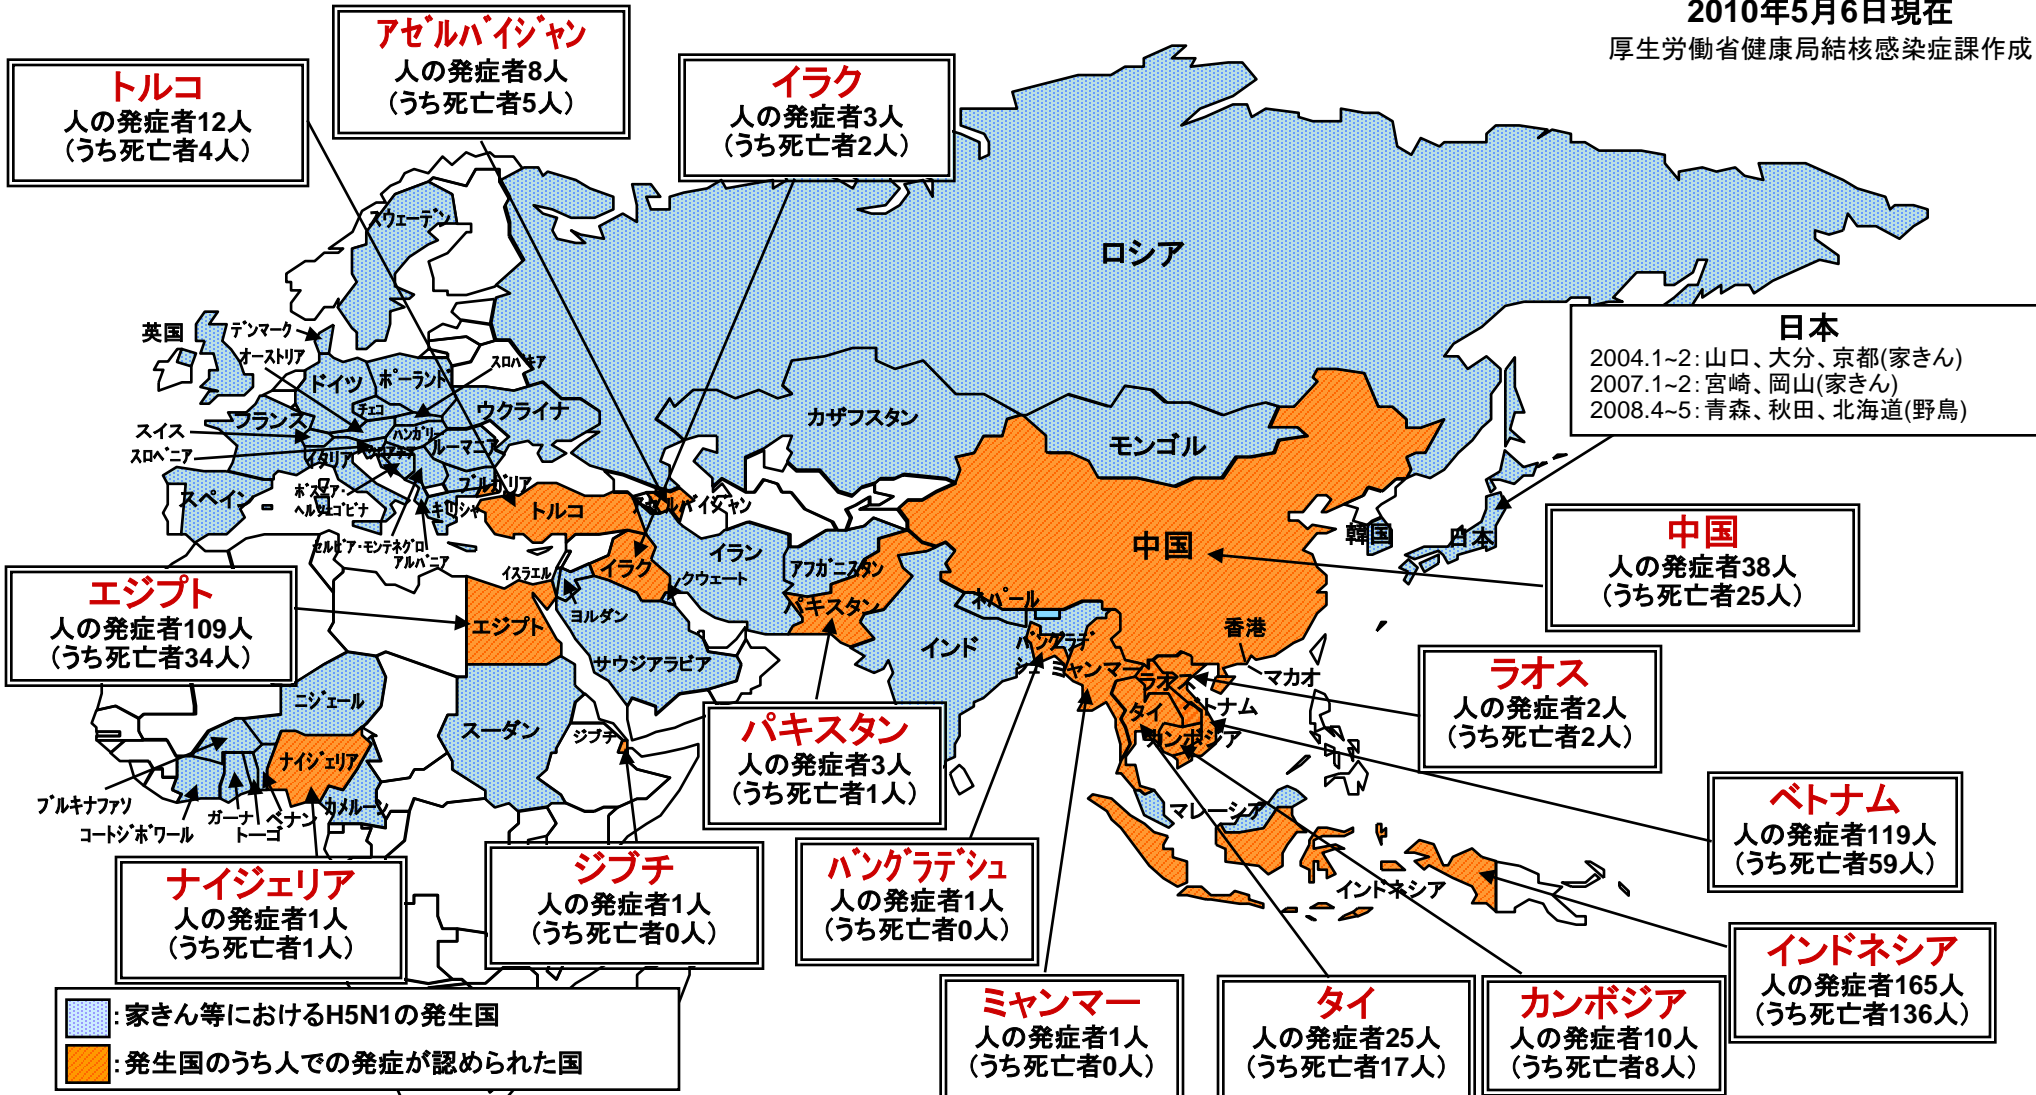 2010年5月6日現在
厚生労働省健康局結核感染症課作成
トルコ
人の発症者12人
(うち死亡者4人)
アゼルバイジャン
人の発症者8人
(うち死亡者5人)
イラク
人の発症者3人
(うち死亡者2人)
日本
2004.1~2:山口、大分、京都(家きん)
2007.1~2:宮崎、岡山(家きん)
2008.4~5:青森、秋田、北海道(野鳥)
中国
人の発症者38人
(うち死亡者25人)
ラオス
人の発症者2人
(うち死亡者2人)
ベトナム
人の発症者119人
(うち死亡者59人)
インドネシア
人の発症者165人
(うち死亡者136人)
カンボジア
人の発症者10人
(うち死亡者8人)
タイ
人の発症者25人
(うち死亡者17人)
ミャンマー
人の発症者1人
(うち死亡者0人)
バングラデシュ
人の発症者1人
(うち死亡者0人)
パキスタン
人の発症者3人
(うち死亡者1人)
ジブチ
人の発症者1人
(うち死亡者0人)
ナイジェリア
人の発症者1人
(うち死亡者1人)
エジプト
人の発症者109人
(うち死亡者34人)
スウェーデン
ロシア
英国
デンマーク
オーストリア
スロバキア
ドイツ
ポーランド
チェコ
フランス
ウクライナ
ハンガリー
スイス
スロベニア
ルーマニア
イタリア
スペイン
ボスニア・
ヘルツェゴビナ
ブルガリア
ギリシャ
セルビア・モンテネグロ
アルバニア
トルコ
アゼルバイジャン
カザフスタン
モンゴル
中国
韓国
日本
イラン
アフガニスタン
イスラエル
イラク
クウェート
ヨルダン
パキスタン
ネパール
エジプト
サウジアラビア
インド
バングラデ
シュ
ミャンマー
香港
マカオ
ラオス
タイ
ベトナム
カンボジア
マレーシア
インドネシア
ニジェール
スーダン
ジブチ
ナイジェリア
カメルーン
ブルキナファソ
コートジボワール
ガーナ
トーゴ
ベナン
:家きん等におけるH5N1の発生国
:発生国のうち人での発症が認められた国